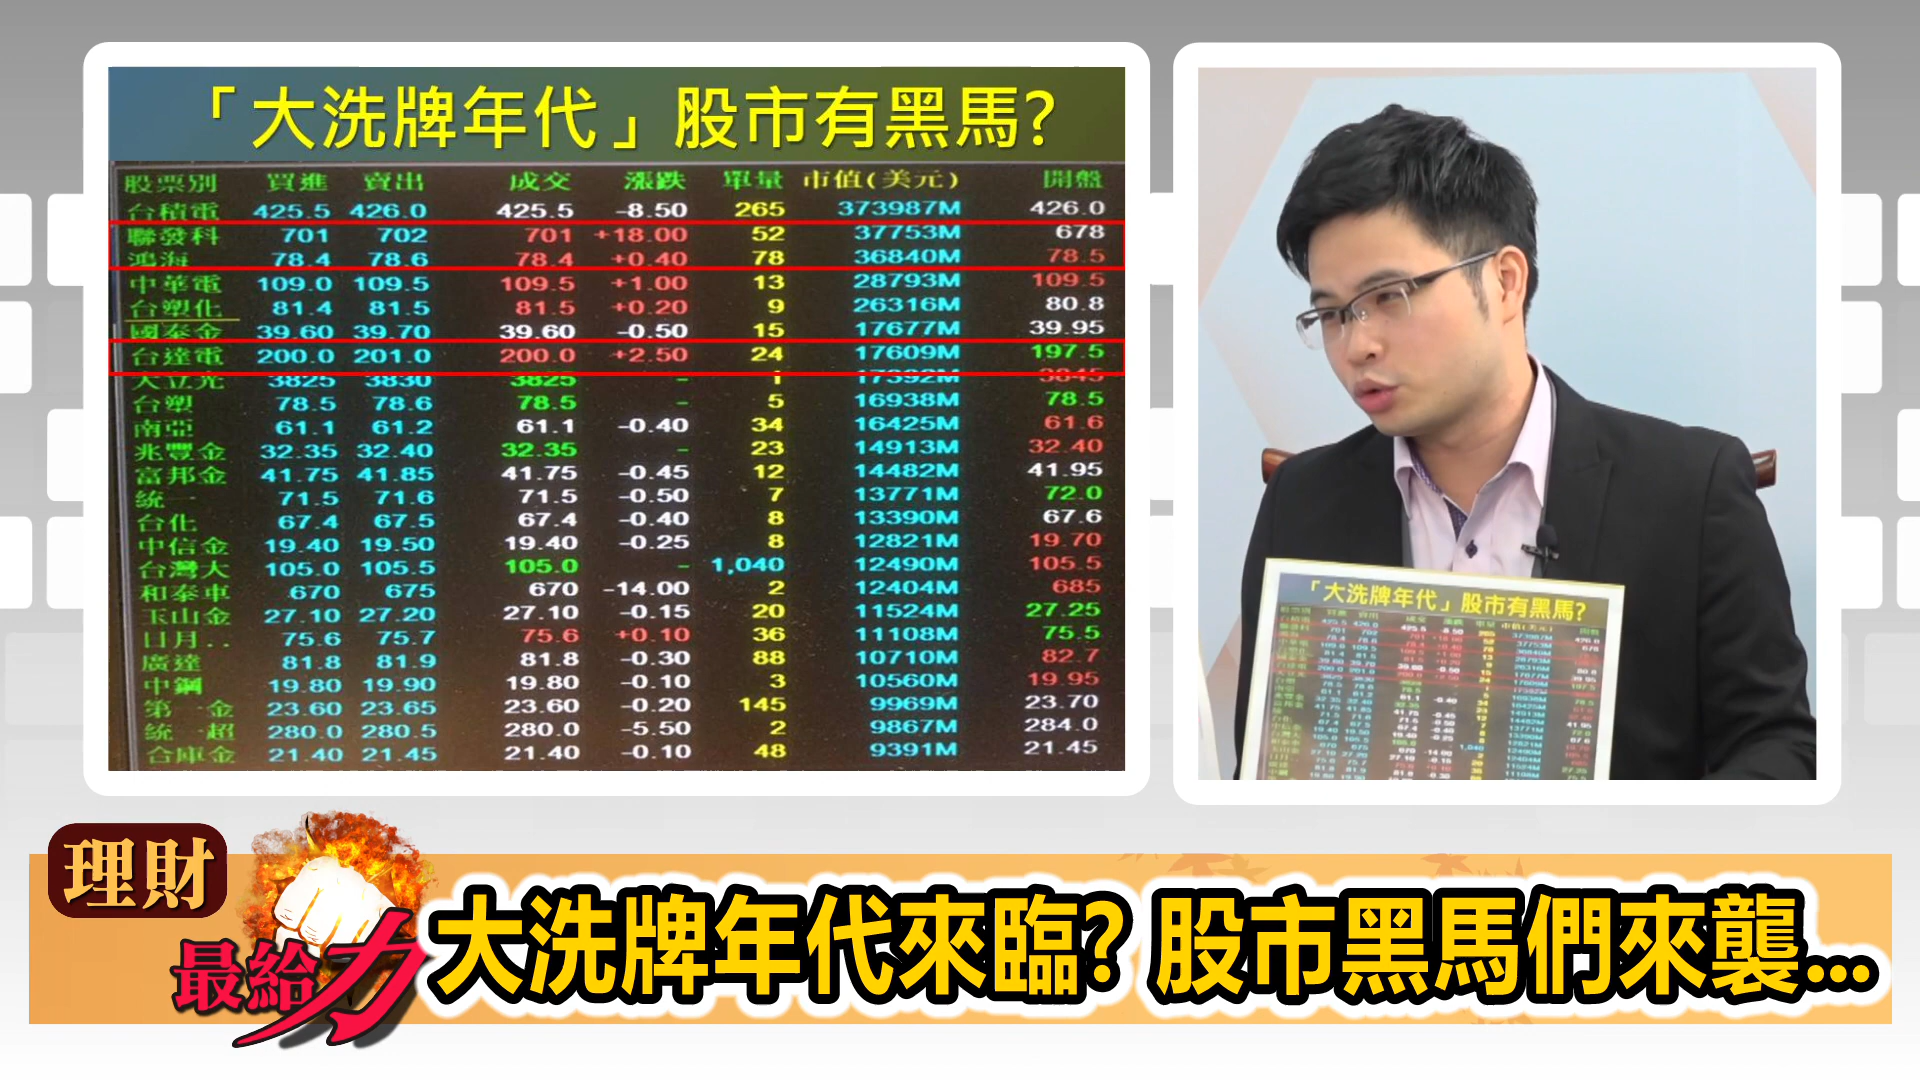 「大洗牌年代」股市有黑馬?
股票別 買進 賣出 成交 漲跌 單量 市值(美元) 開盤
台積電 425.5 426.0 425.5 -8.50 265 373987M 426.0
聯發科 701 702 701 +18.00 52 37753M 678
鴻海 78.4 78.6 78.4 +0.40 78 36840M 78.5
中華電 109.0 109.5 109.5 +1.00 13 28793M 109.5
台塑化 81.4 81.5 81.5 +0.20 9 26316M 80.8
國泰金 39.60 39.70 39.60 -0.50 15 17677M 39.95
台達電 200.0 201.0 200.0 +2.50 24 17609M 197.5
大立光 3825 3830 3825 - 1 17392M 3845
台塑 78.5 78.6 78.5 - 5 16938M 78.5
南亞 61.1 61.2 61.1 -0.40 34 16425M 61.6
兆豐金 32.35 32.40 32.35 - 23 14913M 32.40
富邦金 41.75 41.85 41.75 -0.45 12 14482M 41.95
統一 71.5 71.6 71.5 -0.50 7 13771M 72.0
台化 67.4 67.5 67.4 -0.40 8 13390M 67.6
中信金 19.40 19.50 19.40 -0.25 8 12821M 19.70
台灣大 105.0 105.5 105.0 - 1,040 12490M 105.5
和泰車 670 675 670 -14.00 2 12404M 685
玉山金 27.10 27.20 27.10 -0.15 20 11524M 27.25
日月.. 75.6 75.7 75.6 +0.10 36 11108M 75.5
廣達 81.8 81.9 81.8 -0.30 88 10710M 82.7
中鋼 19.80 19.90 19.80 -0.10 3 10560M 19.95
第一金 23.60 23.65 23.60 -0.20 145 9969M 23.70
統一超 280.0 280.5 280.0 -5.50 2 9867M 284.0
合庫金 21.40 21.45 21.40 -0.10 48 9391M 21.45
「大洗牌年代」股市有黑馬?
理財
最給力
大洗牌年代來臨? 股市黑馬們來襲...